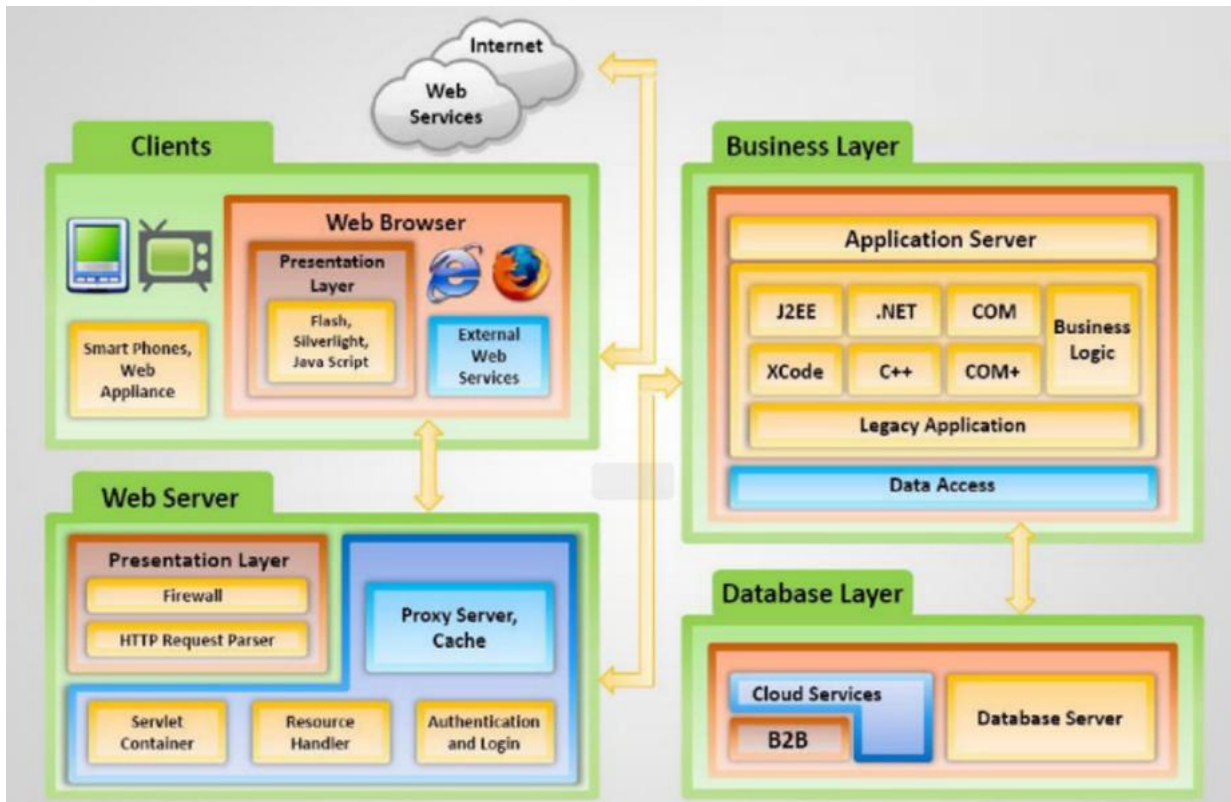 Internet
Web
Services
Clients
Web Browser
Presentation
Layer
Flash,
Silverlight,
Java Script
External
Web
Services
Smart Phones,
Web
Appliance
Business Layer
Application Server
J2EE
.NET
COM
Business
Logic
XCode
C++
COM+
Legacy Application
Data Access
Web Server
Presentation Layer
Firewall
HTTP Request Parser
Proxy Server,
Cache
Servlet
Container
Resource
Handler
Authentication
and Login
Database Layer
Cloud Services
B2B
Database Server